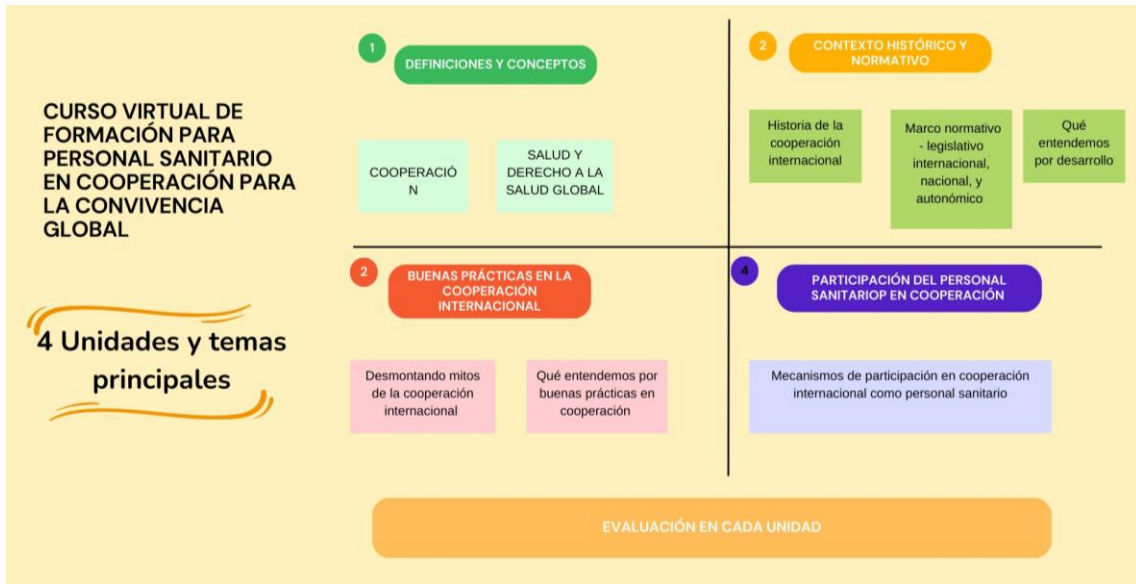 CURSO VIRTUAL DE
FORMACIÓN PARA
PERSONAL SANITARIO
EN COOPERACIÓN PARA
LA CONVIVENCIA
GLOBAL
4 Unidades y temas
principales
1
DEFINICIONES Y CONCEPTOS
COOPERACIÓ
N
SALUD Y
DERECHO A LA
SALUD GLOBAL
2
CONTEXTO HISTÓRICO Y
NORMATIVO
Historia de la
cooperación
internacional
Marco normativo
- legislativo
internacional,
nacional, y
autonómico
Qué
entendemos
por desarrollo
2
BUENAS PRÁCTICAS EN LA
COOPERACIÓN
INTERNACIONAL
Desmontando mitos
de la cooperación
internacional
Qué entendemos por
buenas prácticas en
cooperación
4
PARTICIPACIÓN DEL PERSONAL
SANITARIOP EN COOPERACIÓN
Mecanismos de participación en cooperación
internacional como personal sanitario
EVALUACIÓN EN CADA UNIDAD